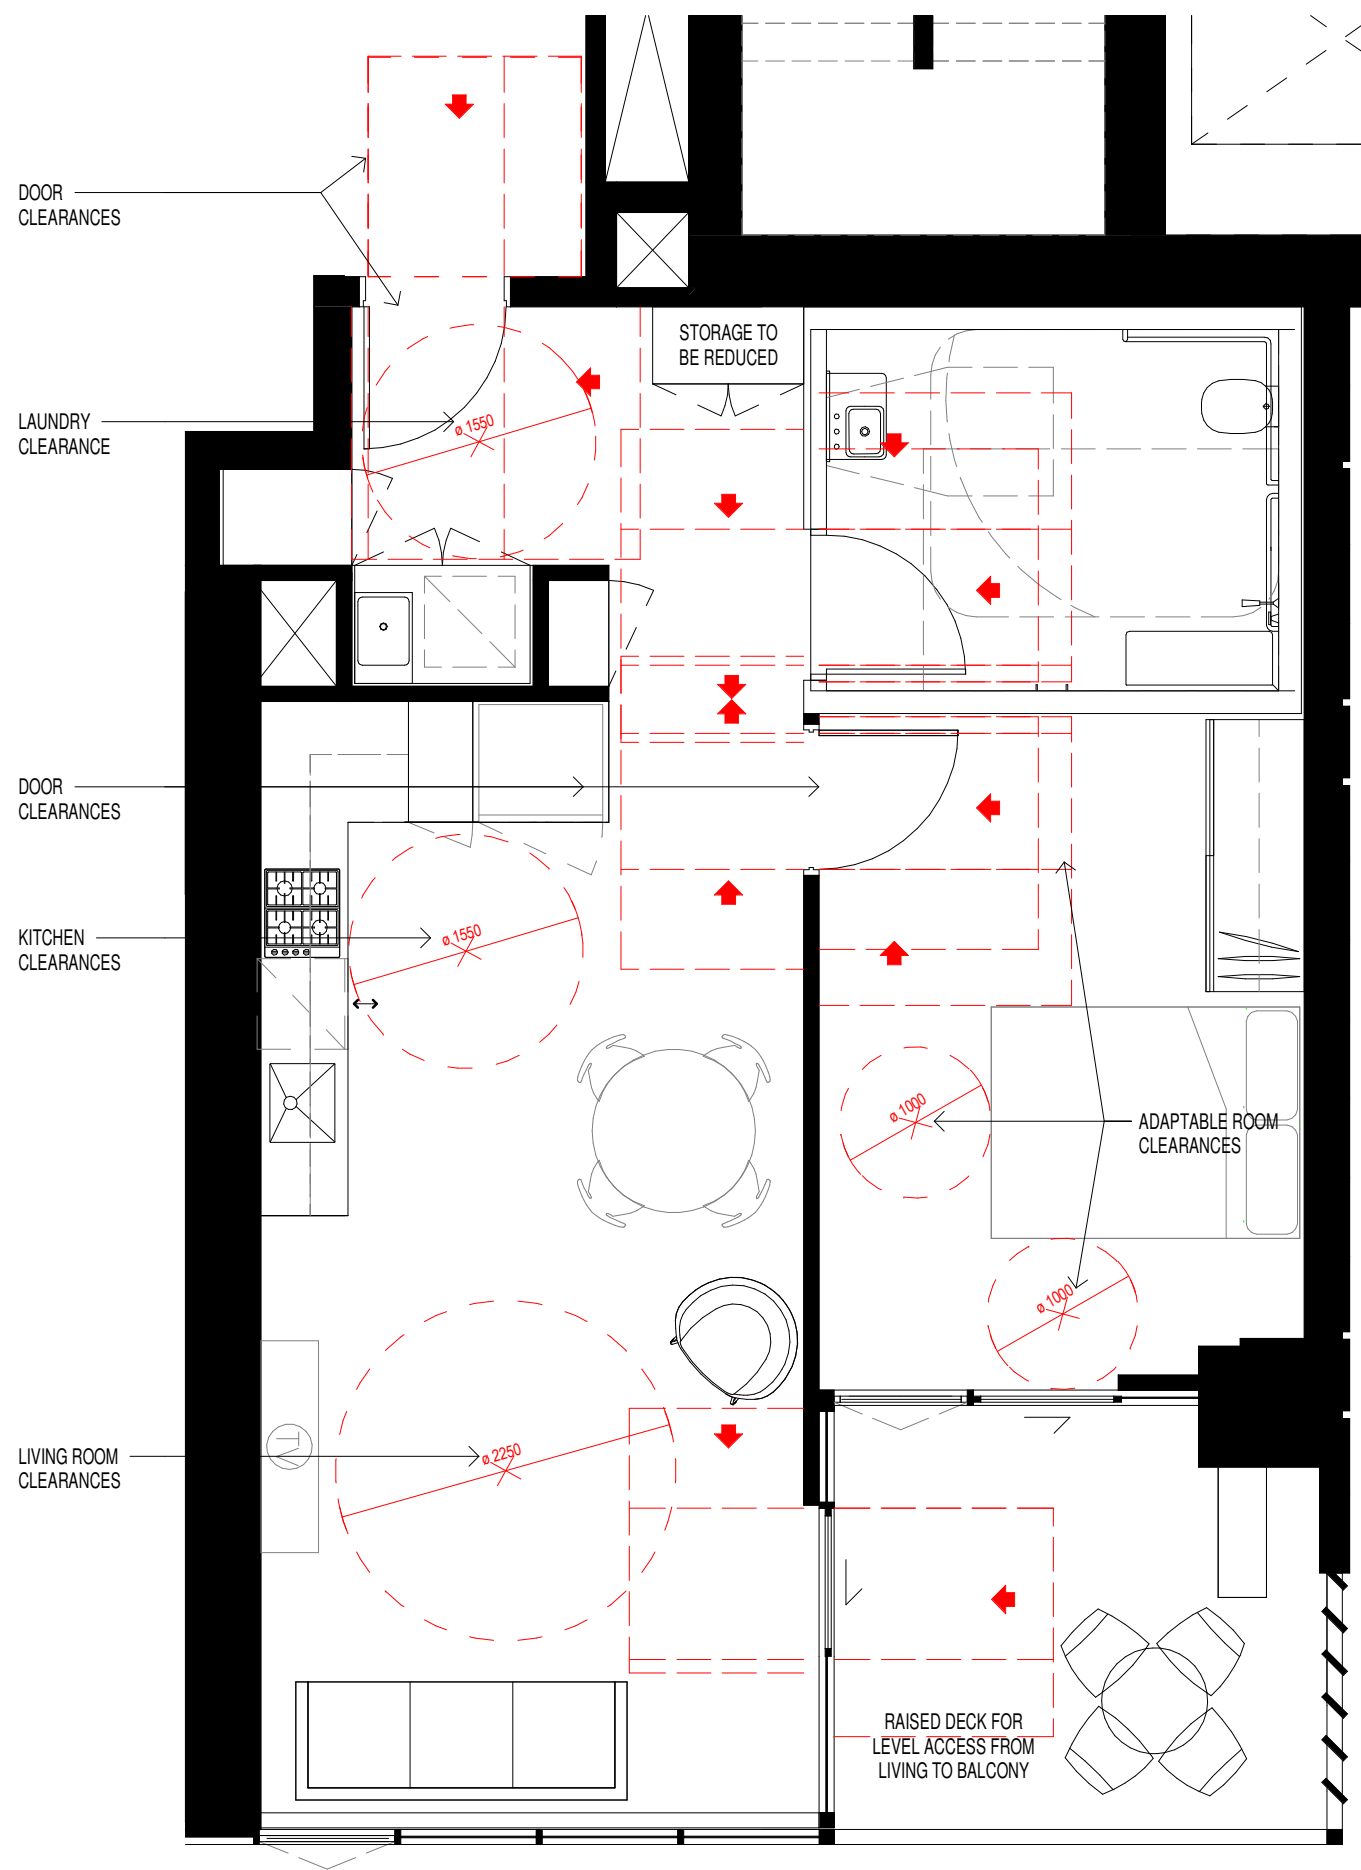 DOOR
CLEARANCES
STORAGE TO
BE REDUCED
LAUNDRY
CLEARANCE
ø 1550
DOOR
CLEARANCES
KITCHEN
CLEARANCES
ø 1550
ø 1000
ADAPTABLE ROOM
CLEARANCES
ø 1000
LIVING ROOM
CLEARANCES
TV
ø 2250
RAISED DECK FOR
LEVEL ACCESS FROM
LIVING TO BALCONY